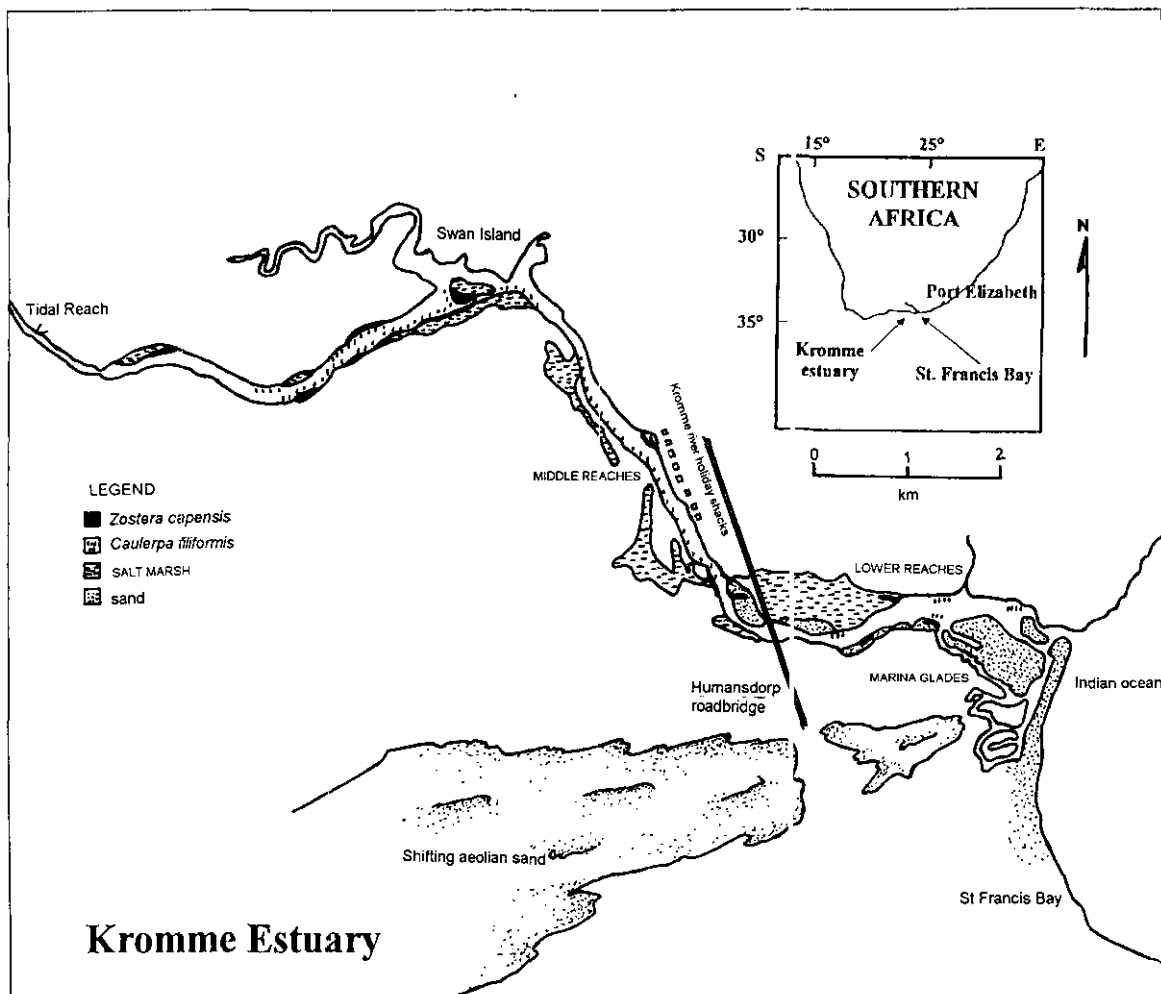 S 15° 25° E
SOUTHERN
AFRICA
30°
35°
Port Elizabeth
Kromme
estuary
St. Francis Bay
N
0 1 2
km
Swan Island
Tidal Reach
MIDDLE REACHES
Kromme river holiday shacks
LEGEND
Zostera capensis
Caulerpa filiformis
SALT MARSH
sand
LOWER REACHES
MARINA GLADES
Indian ocean
Humansdorp
roadbridge
Shifting aeolian sand
St Francis Bay
Kromme Estuary